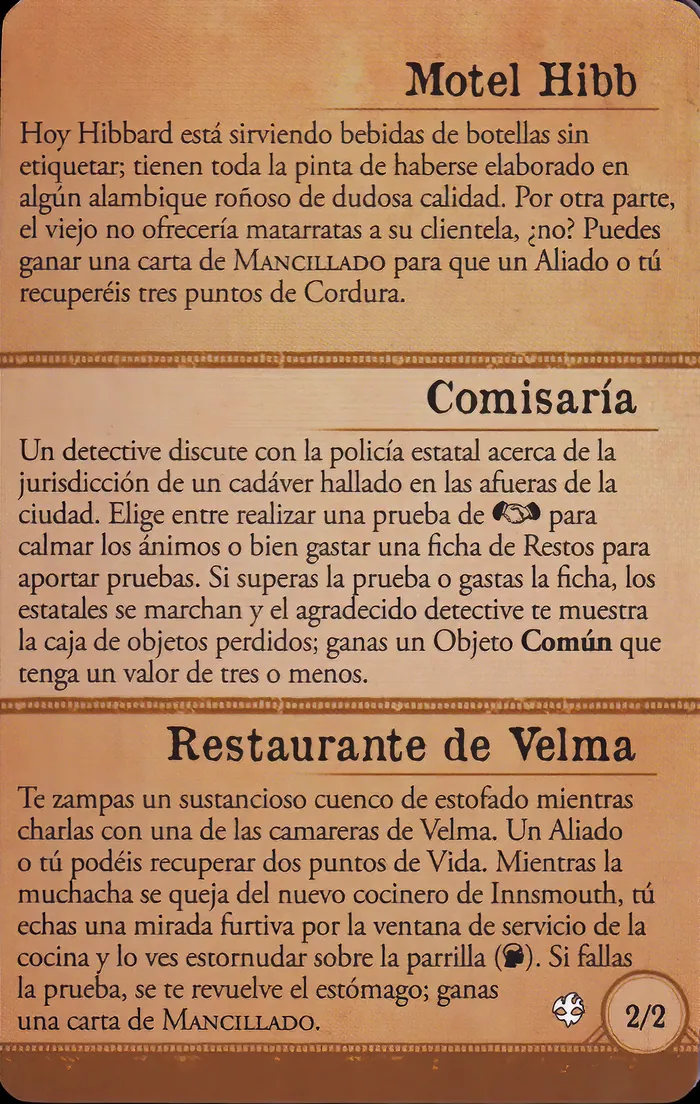 Motel Hibb
Hoy Hibbard está sirviendo bebidas de botellas sin
etiquetar; tienen toda la pinta de haberse elaborado en
algún alambique roñoso de dudosa calidad. Por otra parte,
el viejo no ofrecería matarratas a su clientela, ¿no? Puedes
ganar una carta de MANCILLADO para que un Aliado o tú
recuperéis tres puntos de Cordura.
Comisaría
Un detective discute con la policía estatal acerca de la
jurisdicción de un cadáver hallado en las afueras de la
ciudad. Elige entre realizar una prueba de para
calmar los ánimos o bien gastar una ficha de Restos para
aportar pruebas. Si superas la prueba o gastas la ficha, los
estatales se marchan y el agradecido detective te muestra
la caja de objetos perdidos; ganas un Objeto Común que
tenga un valor de tres o menos.
Restaurante de Velma
Te zampas un sustancioso cuenco de estofado mientras
charlas con una de las camareras de Velma. Un Aliado
o tú podéis recuperar dos puntos de Vida. Mientras la
muchacha se queja del nuevo cocinero de Innsmouth, tú
echas una mirada furtiva por la ventana de servicio de la
cocina y lo ves estornudar sobre la parrilla (). Si fallas
la prueba, se te revuelve el estómago; ganas
una carta de MANCILLADO.
2/2